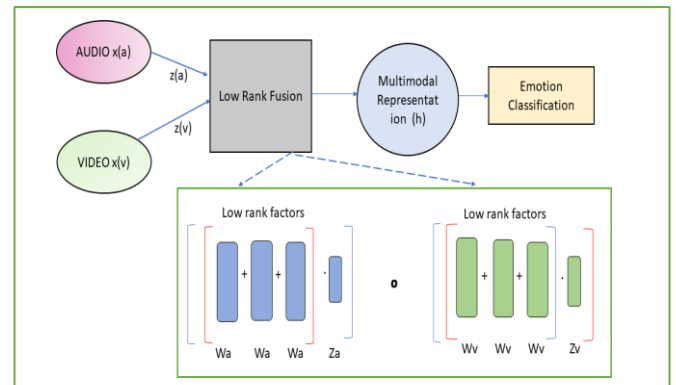 AUDIO x(a)
z(a)
Low Rank Fusion
Multimodal
Representat
ion (h)
Emotion
Classification
z(v)
VIDEO x(v)
Low rank factors
+ + .
Wa Wa Wa Za
o
Low rank factors
+ + .
Wv Wv Wv Zv